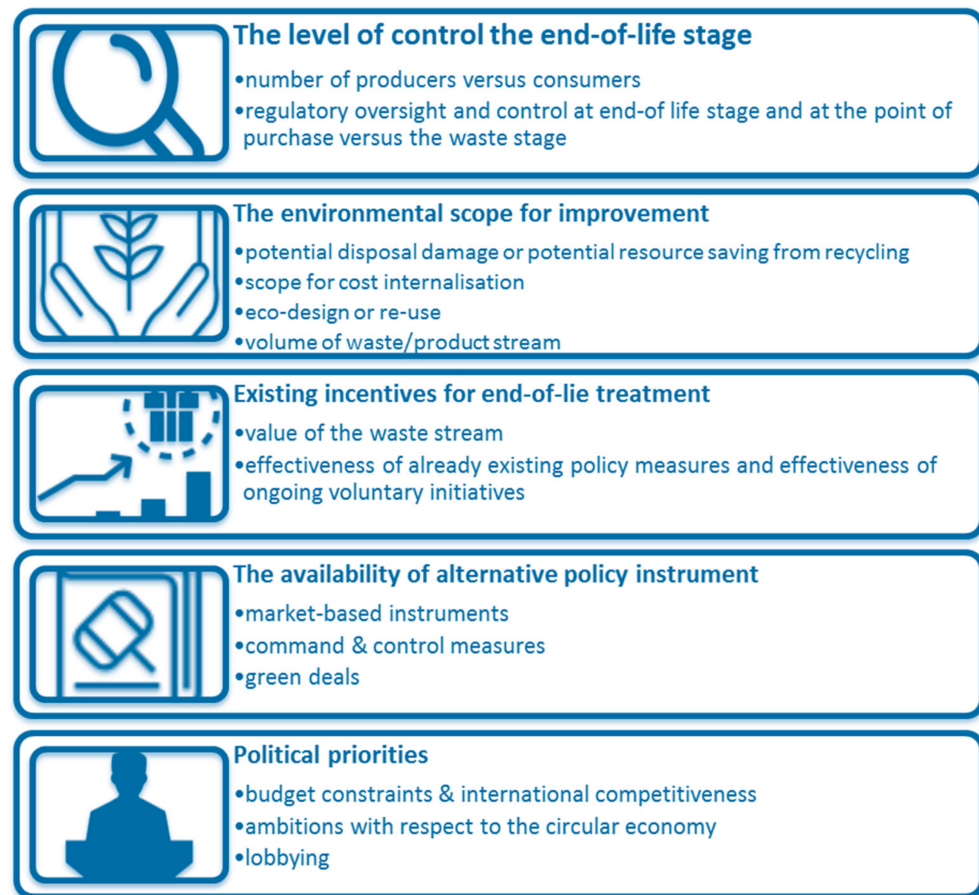 The level of control the end-of-life stage
•number of producers versus consumers
•regulatory oversight and control at end-of life stage and at the point of
purchase versus the waste stage
The environmental scope for improvement
•potential disposal damage or potential resource saving from recycling
•scope for cost internalisation
•eco-design or re-use
•volume of waste/product stream
Existing incentives for end-of-lie treatment
•value of the waste stream
•effectiveness of already existing policy measures and effectiveness of
ongoing voluntary initiatives
The availability of alternative policy instrument
•market-based instruments
•command & control measures
•green deals
Political priorities
•budget constraints & international competitiveness
•ambitions with respect to the circular economy
•lobbying